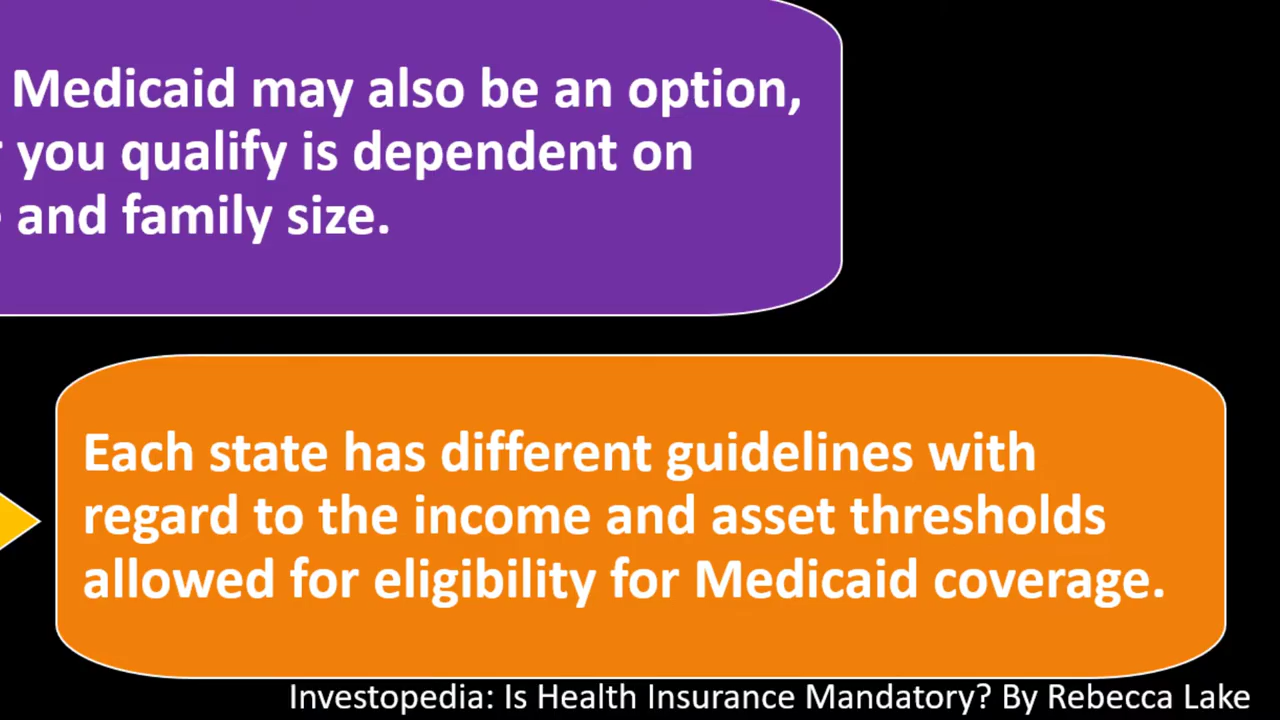 Medicaid may also be an option,
you qualify is dependent on
and family size.
Each state has different guidelines with
regard to the income and asset thresholds
allowed for eligibility for Medicaid coverage.
Investopedia: Is Health Insurance Mandatory? By Rebecca Lake